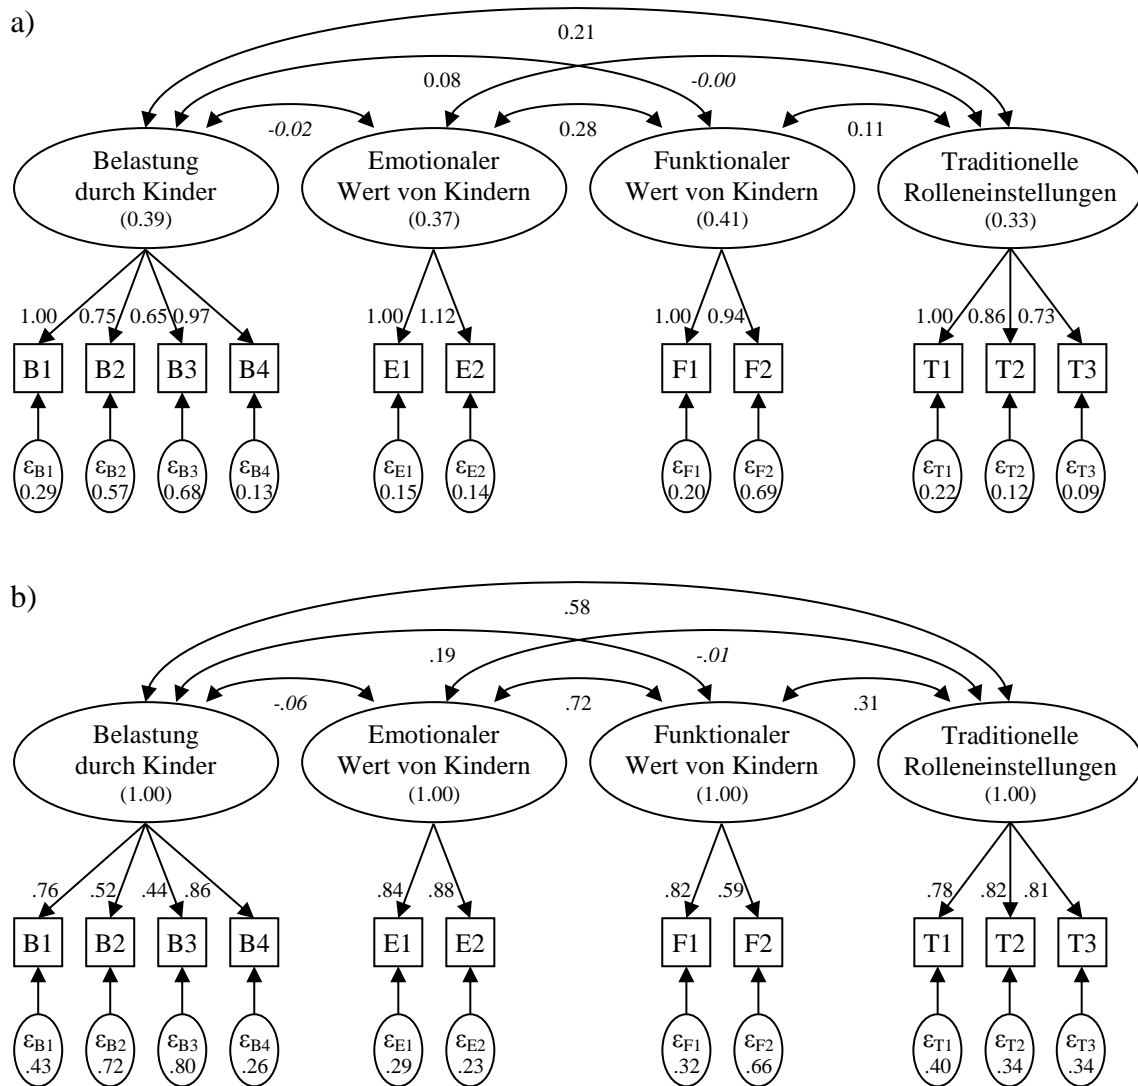 a)
0.21
0.08 -0.00
-0.02 0.28 0.11
Belastung Emotionaler Funktionaler Traditionelle
durch Kinder Wert von Kindern Wert von Kindern Rolleneinstellungen
(0.39) (0.37) (0.41) (0.33)
1.00 0.75 0.65 0.97 1.00 1.12 1.00 0.94 1.00 0.86 0.73
B1 B2 B3 B4 E1 E2 F1 F2 T1 T2 T3
εB1 εB2 εB3 εB4 εE1 εE2 εF1 εF2 εT1 εT2 εT3
0.29 0.57 0.68 0.13 0.15 0.14 0.20 0.69 0.22 0.12 0.09
b)
.58
.19 -.01
-.06 .72 .31
Belastung Emotionaler Funktionaler Traditionelle
durch Kinder Wert von Kindern Wert von Kindern Rolleneinstellungen
(1.00) (1.00) (1.00) (1.00)
.76 .52 .44 .86 .84 .88 .82 .59 .78 .82 .81
B1 B2 B3 B4 E1 E2 F1 F2 T1 T2 T3
εB1 εB2 εB3 εB4 εE1 εE2 εF1 εF2 εT1 εT2 εT3
.43 .72 .80 .26 .29 .23 .32 .66 .40 .34 .34